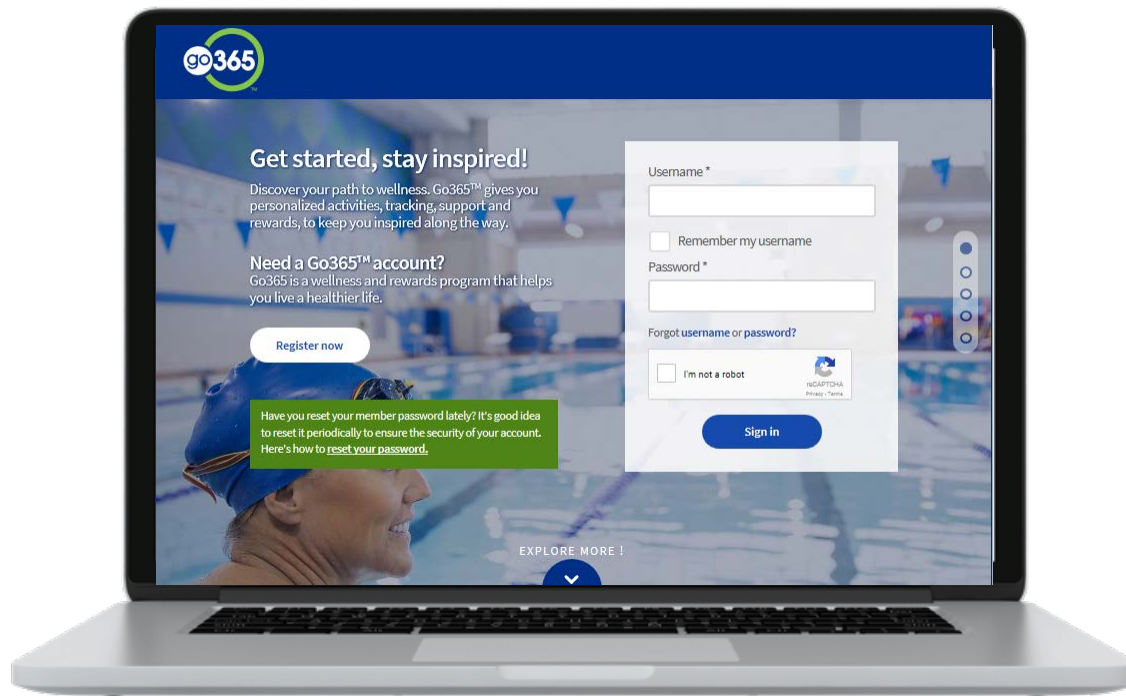 go365
TM
Get started, stay inspired!
Discover your path to wellness. Go365™ gives you
personalized activities, tracking, support and
rewards, to keep you inspired along the way.
Need a Go365™ account?
Go365 is a wellness and rewards program that helps
you live a healthier life.
Register now
Have you reset your member password lately? It's good idea
to reset it periodically to ensure the security of your account.
Here's how to reset your password.
Username *
Remember my username
Password *
Forgot username or password?
I'm not a robot
reCAPTCHA
Privacy - Terms
Sign in
EXPLORE MORE !